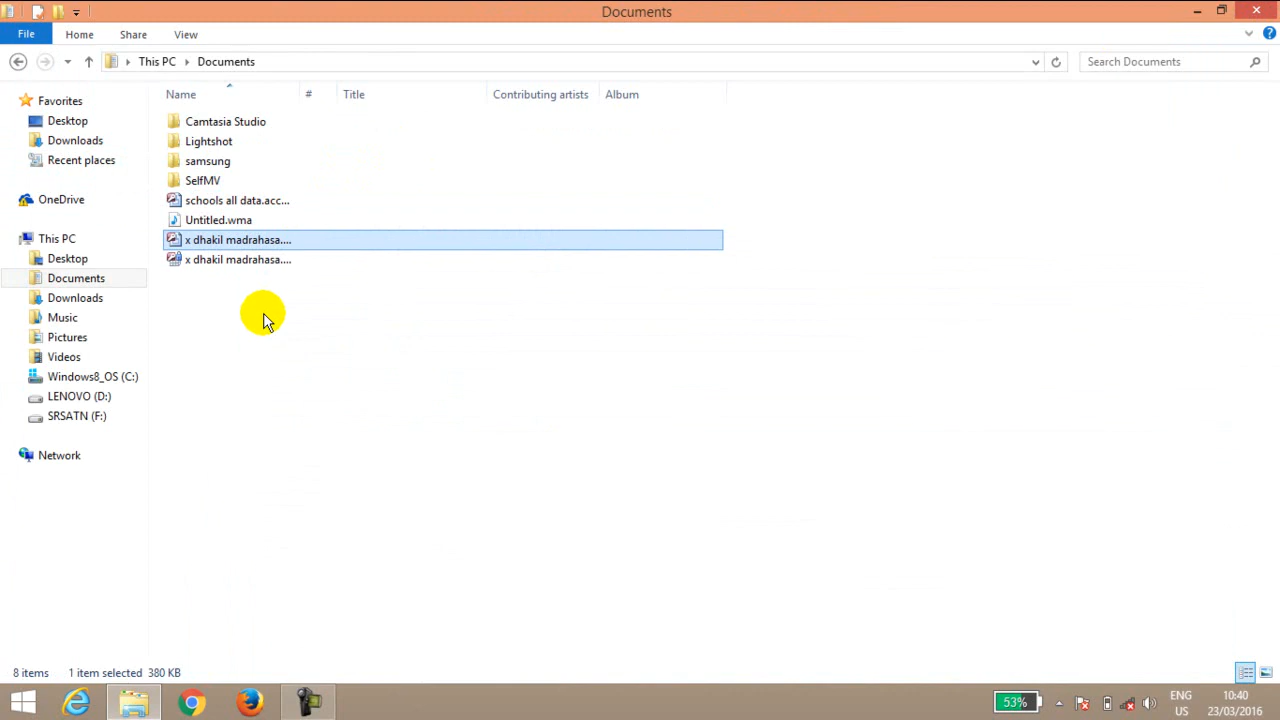 Documents
File Home Share View
This PC Documents Search Documents
Name # Title Contributing artists Album
Favorites
Desktop
Downloads
Recent places
OneDrive
This PC
Desktop
Documents
Downloads
Music
Pictures
Videos
Windows8_OS (C:)
LENOVO (D:)
SRSATN (F:)
Network
Camtasia Studio
Lightshot
samsung
SelfMV
schools all data.acc...
Untitled.wma
x dhakil madrahasa....
x dhakil madrahasa....
8 items 1 item selected 380 KB
53% ENG 10:40
US 23/03/2016